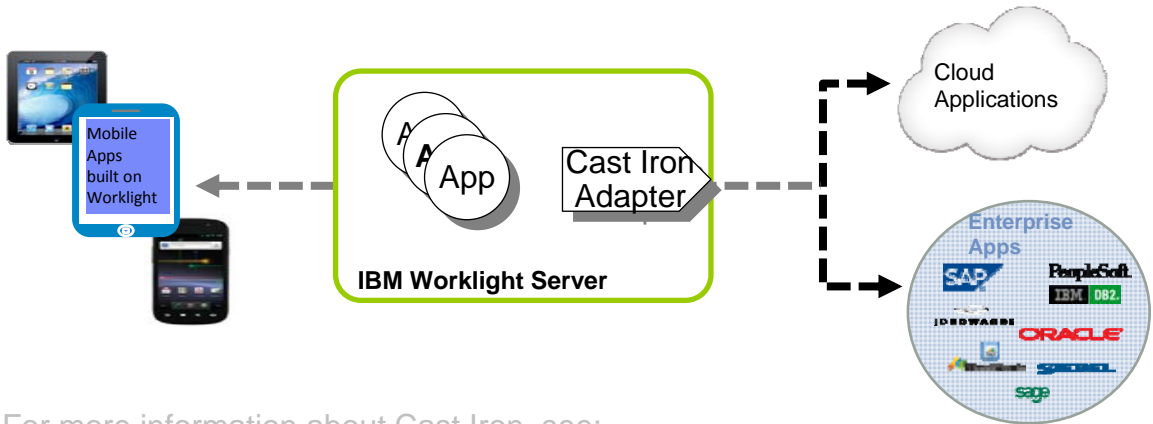 Mobile
Apps
built on
Worklight
A
A
App
Cast Iron
Adapter
IBM Worklight Server
Cloud
Applications
Enterprise
Apps
SAP
PeopleSoft.
IBM DB2.
JDEDWARDS
ORACLE
sage
For more information about Cast Iron, see: